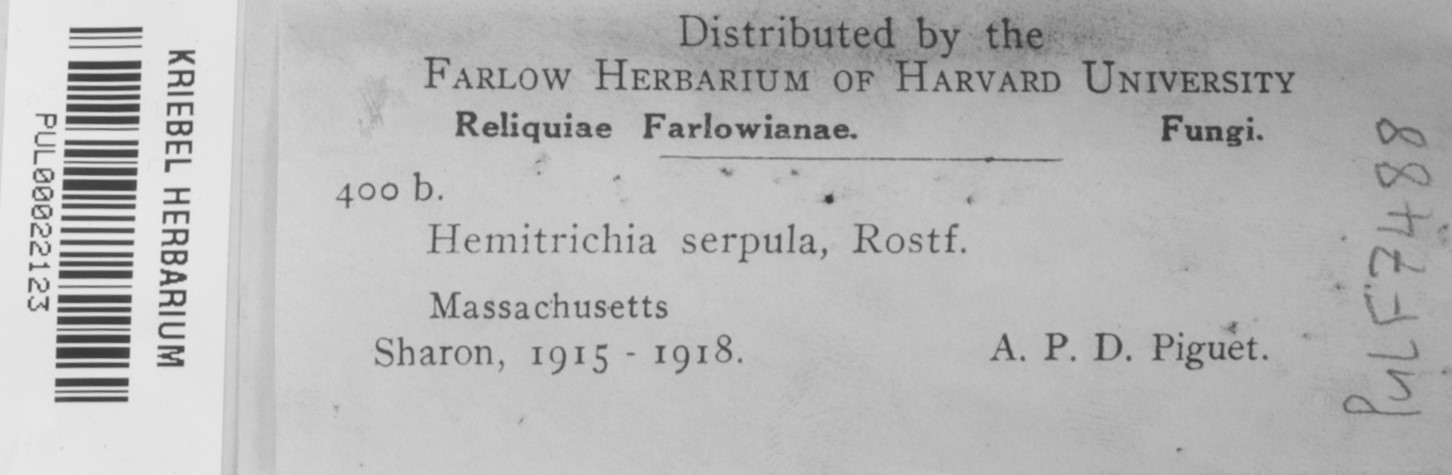 KRIEBEL HERBARIUM
PUL00022123
Distributed by the
FARLOW HERBARIUM OF HARVARD UNIVERSITY
Reliquiae Farlowianae. Fungi.
400 b.
Hemitrichia serpula, Rostf.
Massachusetts
Sharon, 1915 - 1918. A. P. D. Piguet.
PUL F7488